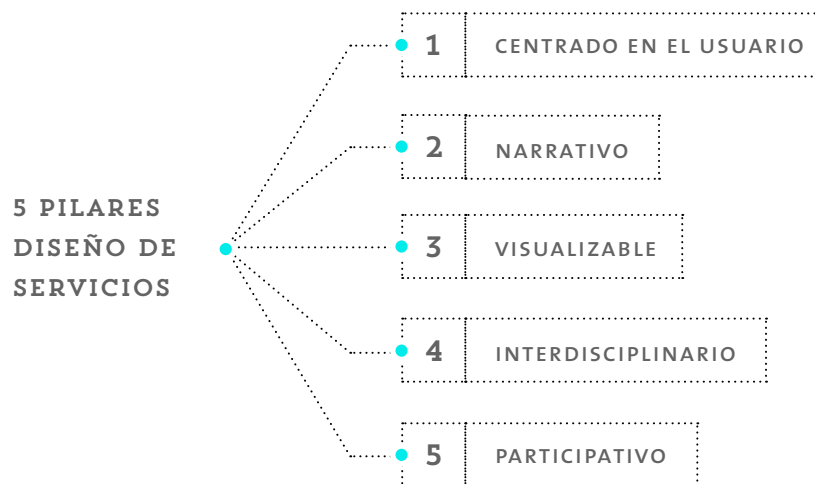 5 PILARES
DISEÑO DE
SERVICIOS
1 CENTRADO EN EL USUARIO
2 NARRATIVO
3 VISUALIZABLE
4 INTERDISCIPLINARIO
5 PARTICIPATIVO